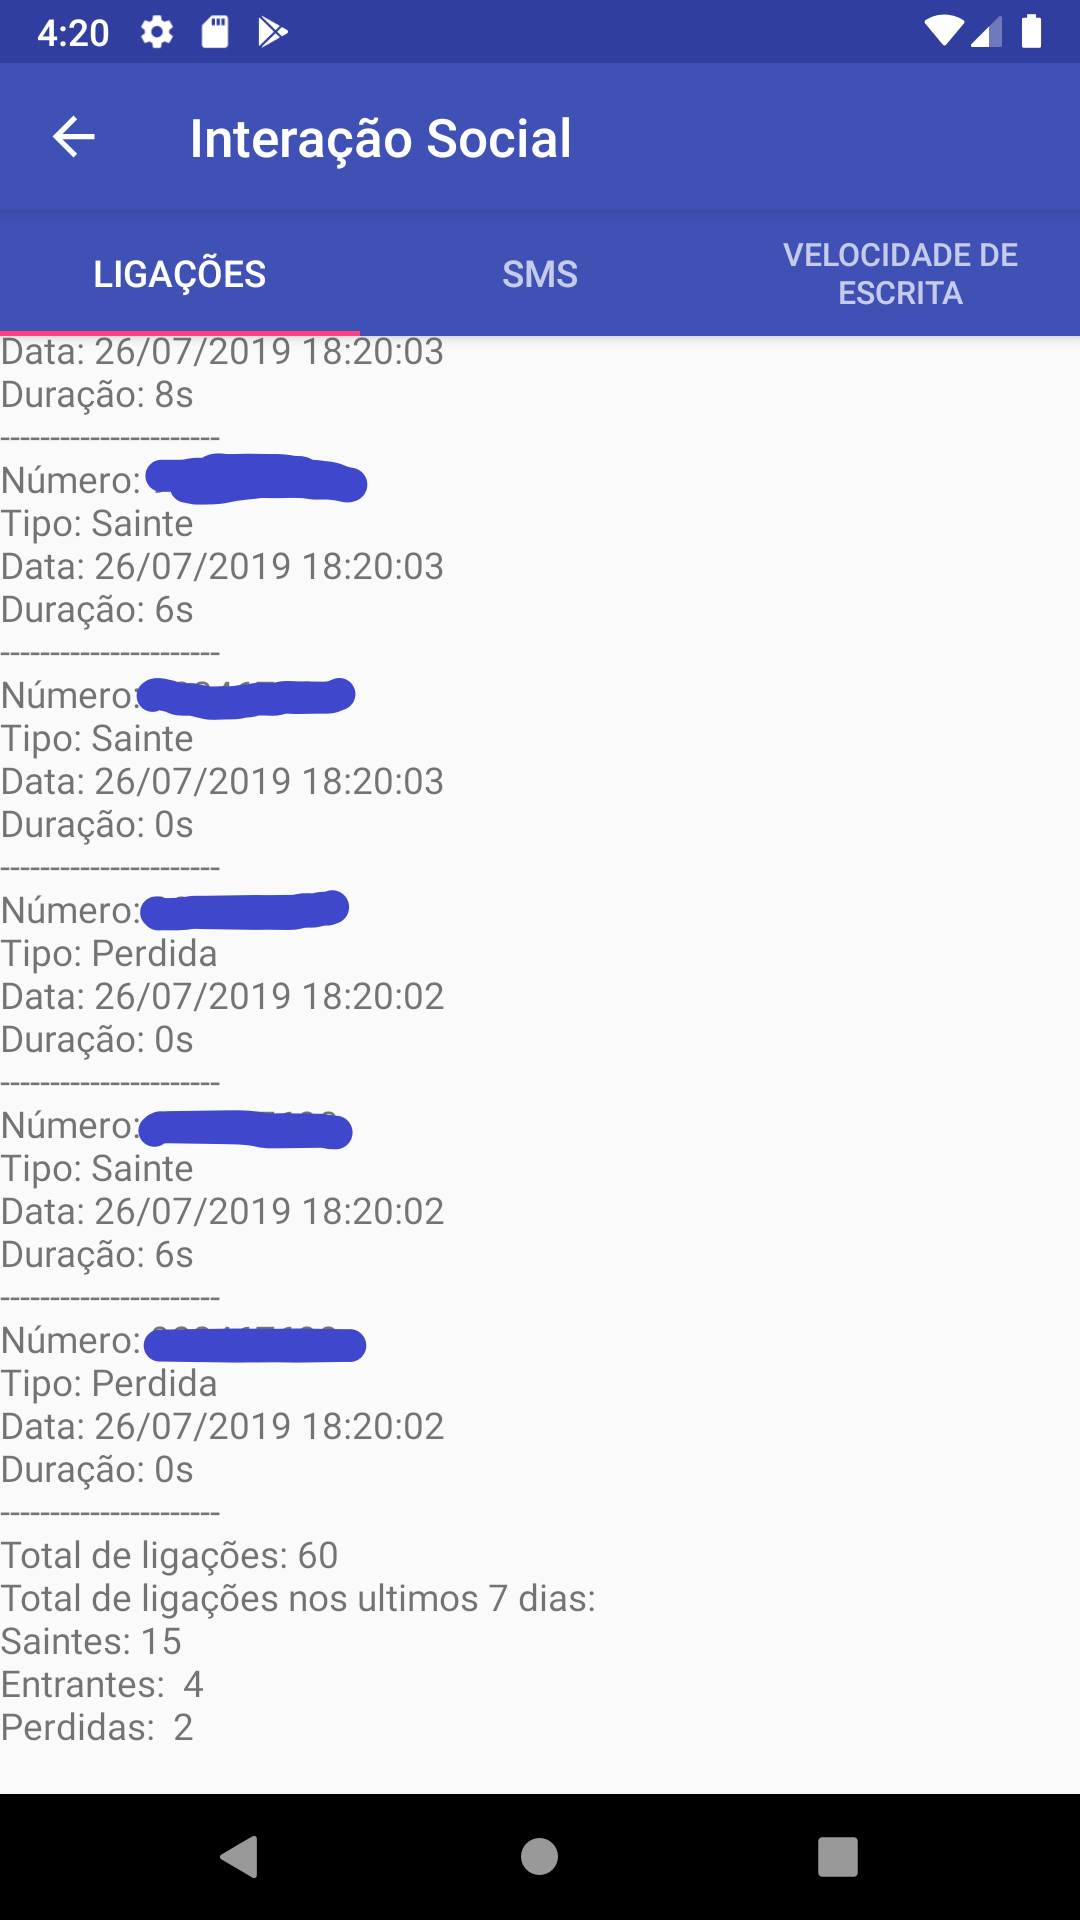 4:20
Interação Social
LIGAÇÕES
SMS
VELOCIDADE DE
ESCRITA
Data: 26/07/2019 18:20:03
Duração: 8s
----------------------
Número:
Tipo: Sainte
Data: 26/07/2019 18:20:03
Duração: 6s
----------------------
Número:
Tipo: Sainte
Data: 26/07/2019 18:20:03
Duração: 0s
----------------------
Número:
Tipo: Perdida
Data: 26/07/2019 18:20:02
Duração: 0s
----------------------
Número:
Tipo: Sainte
Data: 26/07/2019 18:20:02
Duração: 6s
----------------------
Número:
Tipo: Perdida
Data: 26/07/2019 18:20:02
Duração: 0s
----------------------
Total de ligações: 60
Total de ligações nos ultimos 7 dias:
Saintes: 15
Entrantes:  4
Perdidas:  2